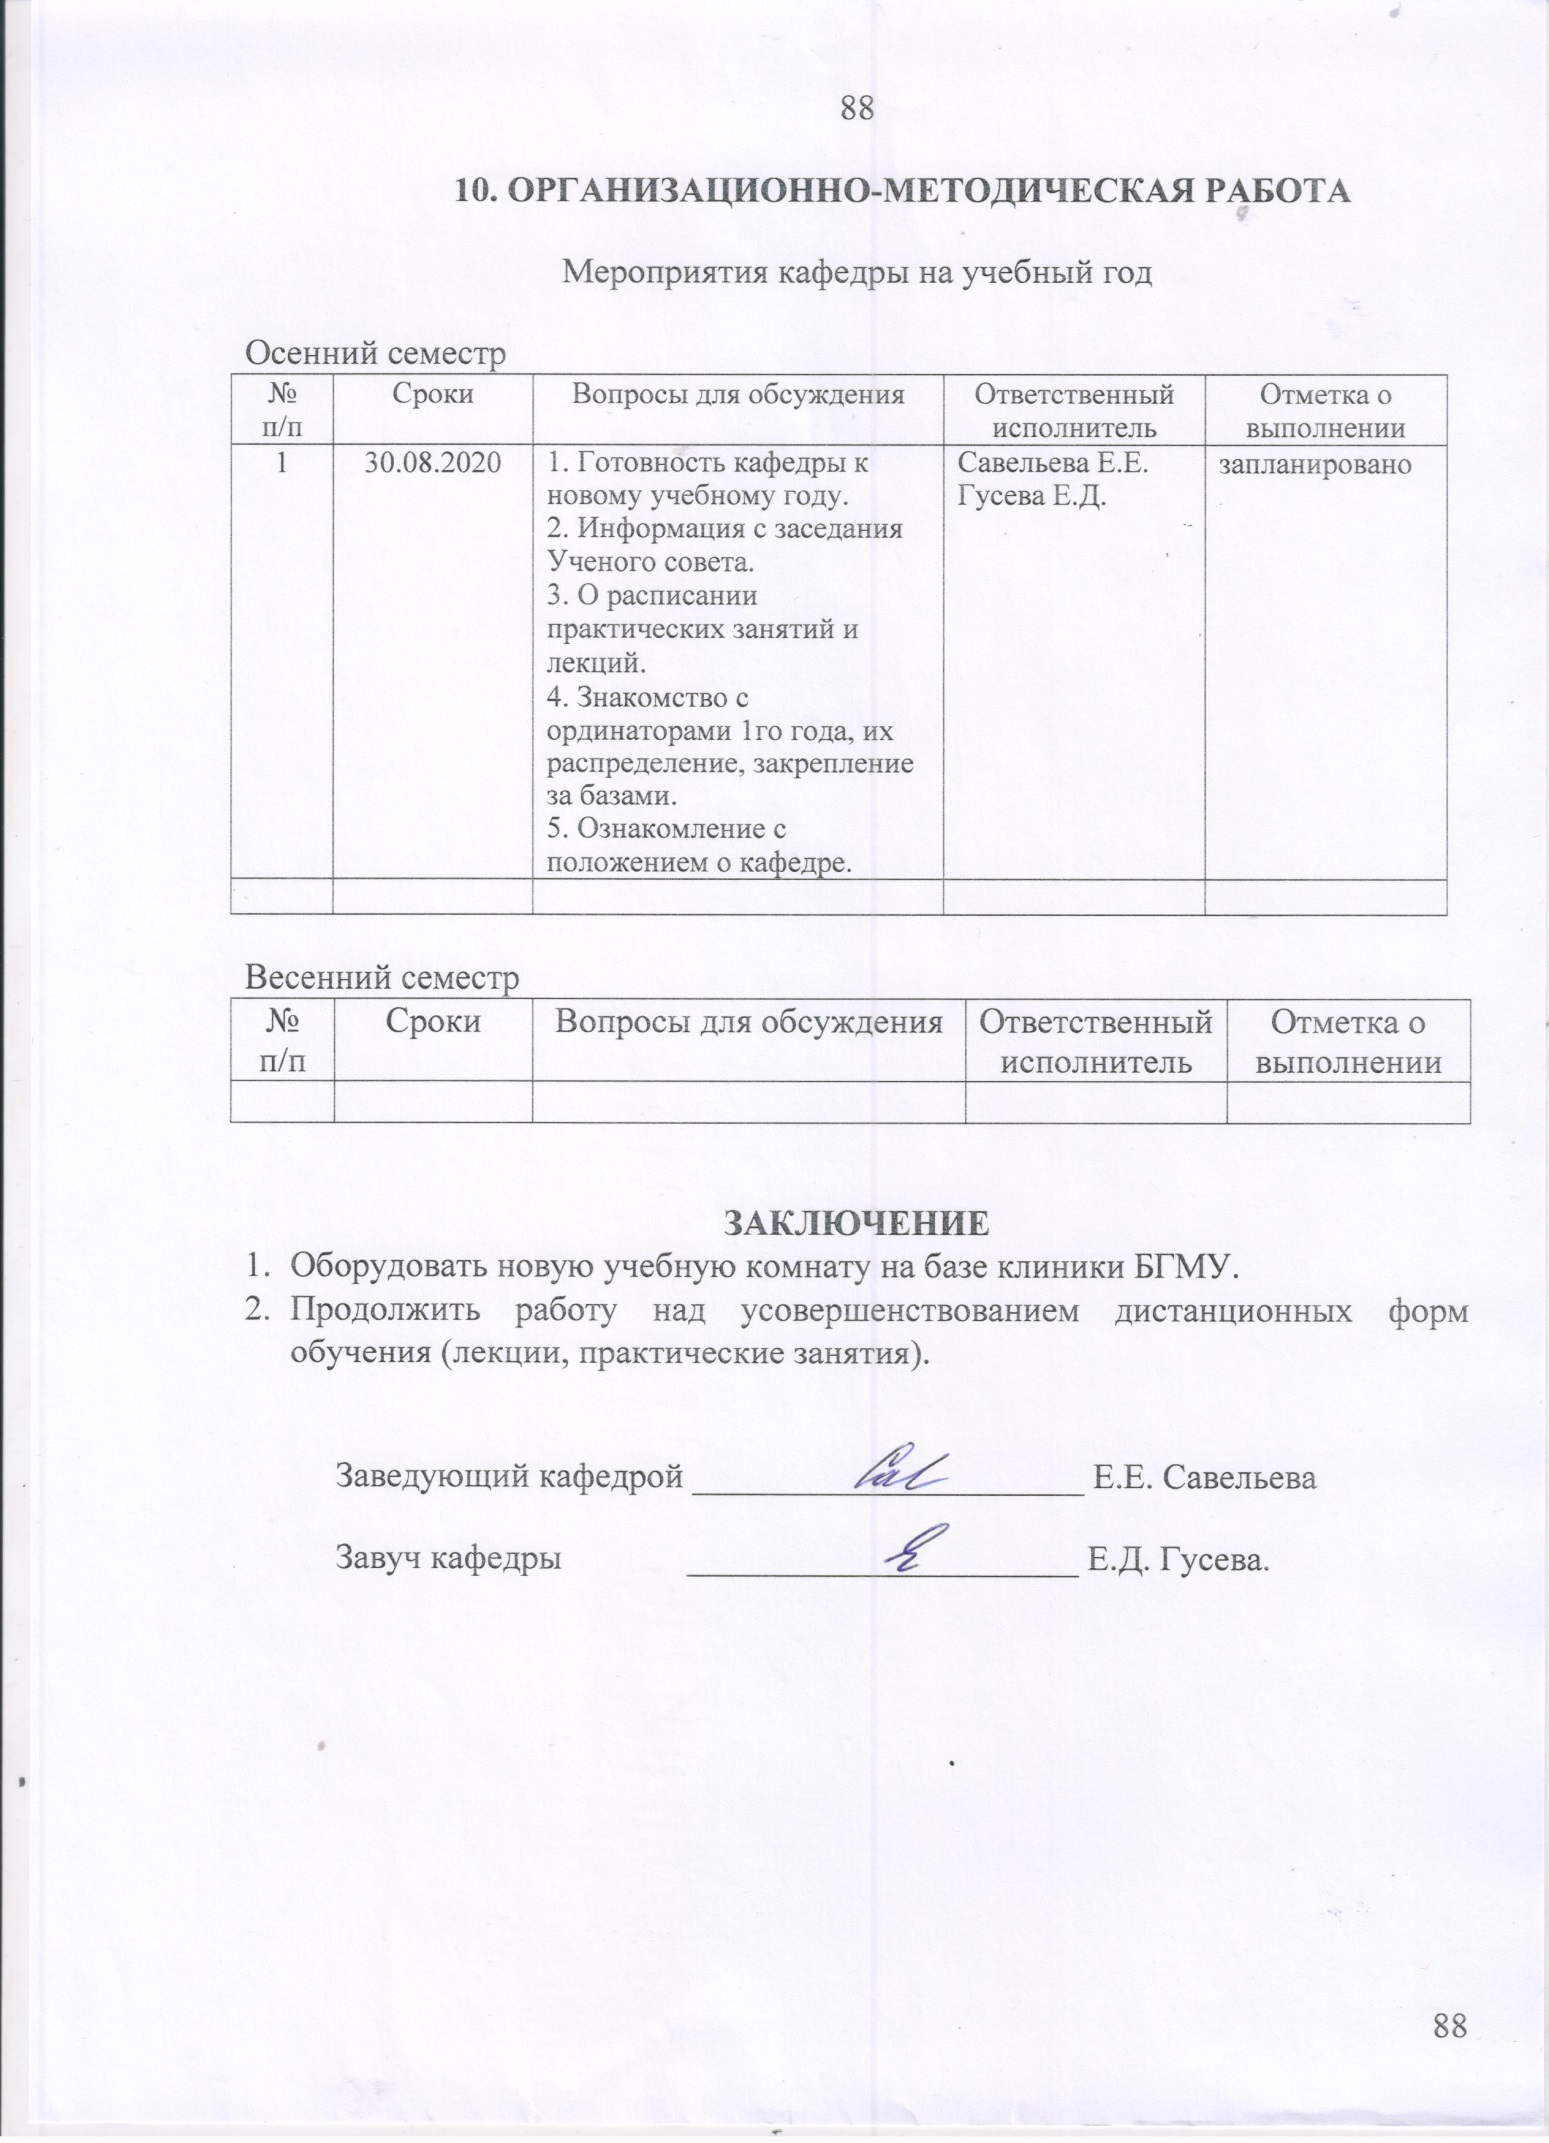 88
10. ОРГАНИЗАЦИОННО-МЕТОДИЧЕСКАЯ РАБОТА
Мероприятия кафедры на учебный год
Осенний семестр
№ п/п
Сроки
Вопросы для обсуждения
Ответственный исполнитель
Отметка о выполнении
1
30.08.2020
1. Готовность кафедры к
новому учебному году.
2. Информация с заседания
Ученого совета.
3. О расписании
практических занятий и
лекций.
4. Знакомство с
ординаторами 1го года, их
распределение, закрепление
за базами.
5. Ознакомление с
положением о кафедре.
Савельева Е.Е.
Гусева Е.Д.
запланировано
Весенний семестр
№ п/п
Сроки
Вопросы для обсуждения
Ответственный исполнитель
Отметка о выполнении
ЗАКЛЮЧЕНИЕ
1. Оборудовать новую учебную комнату на базе клиники БГМУ.
2. Продолжить работу над усовершенствованием дистанционных форм
обучения (лекции, практические занятия).
Заведующий кафедрой Е.Е. Савельева
Завуч кафедры Е.Д. Гусева.
88